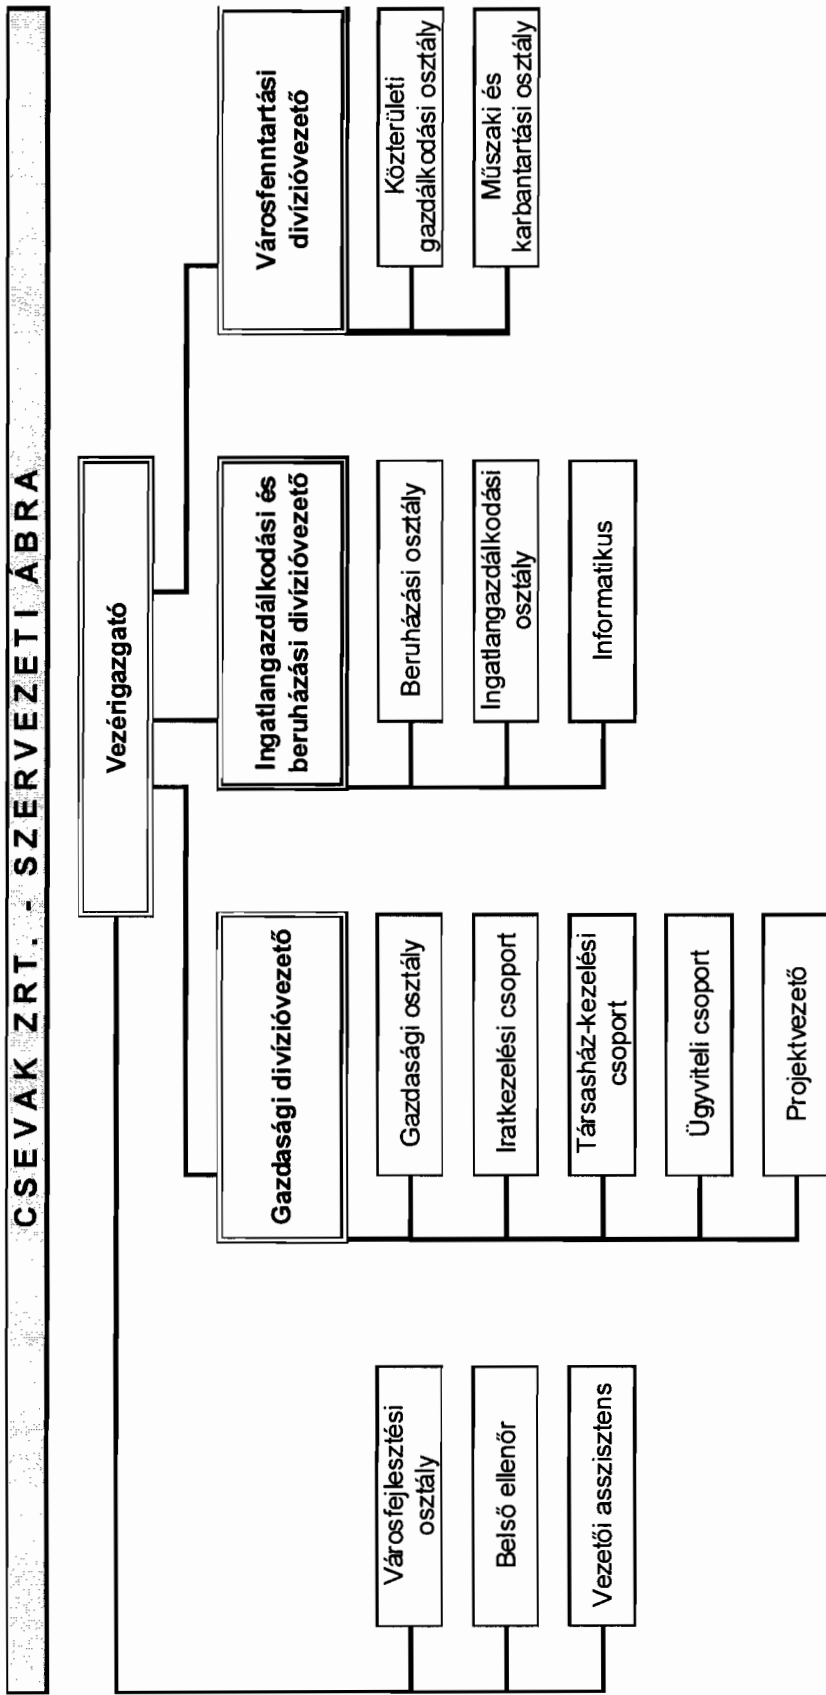 CSEVAK ZRT. - SZERVEZETI ÁBRA
Vezérigazgató
Városfejlesztési
osztály
Belső ellenőr
Vezetői asszisztens
Gazdasági divízióvezető
Gazdasági osztály
Iratkezelési csoport
Társasház-kezelési
csoport
Ügyviteli csoport
Projektvezető
Ingatlangazdálkodási és
beruházási divízióvezető
Beruházási osztály
Ingatlangazdálkodási
osztály
Informatikus
Városfenntartási
divízióvezető
Közterületi
gazdálkodási osztály
Műszaki és
karbantartási osztály